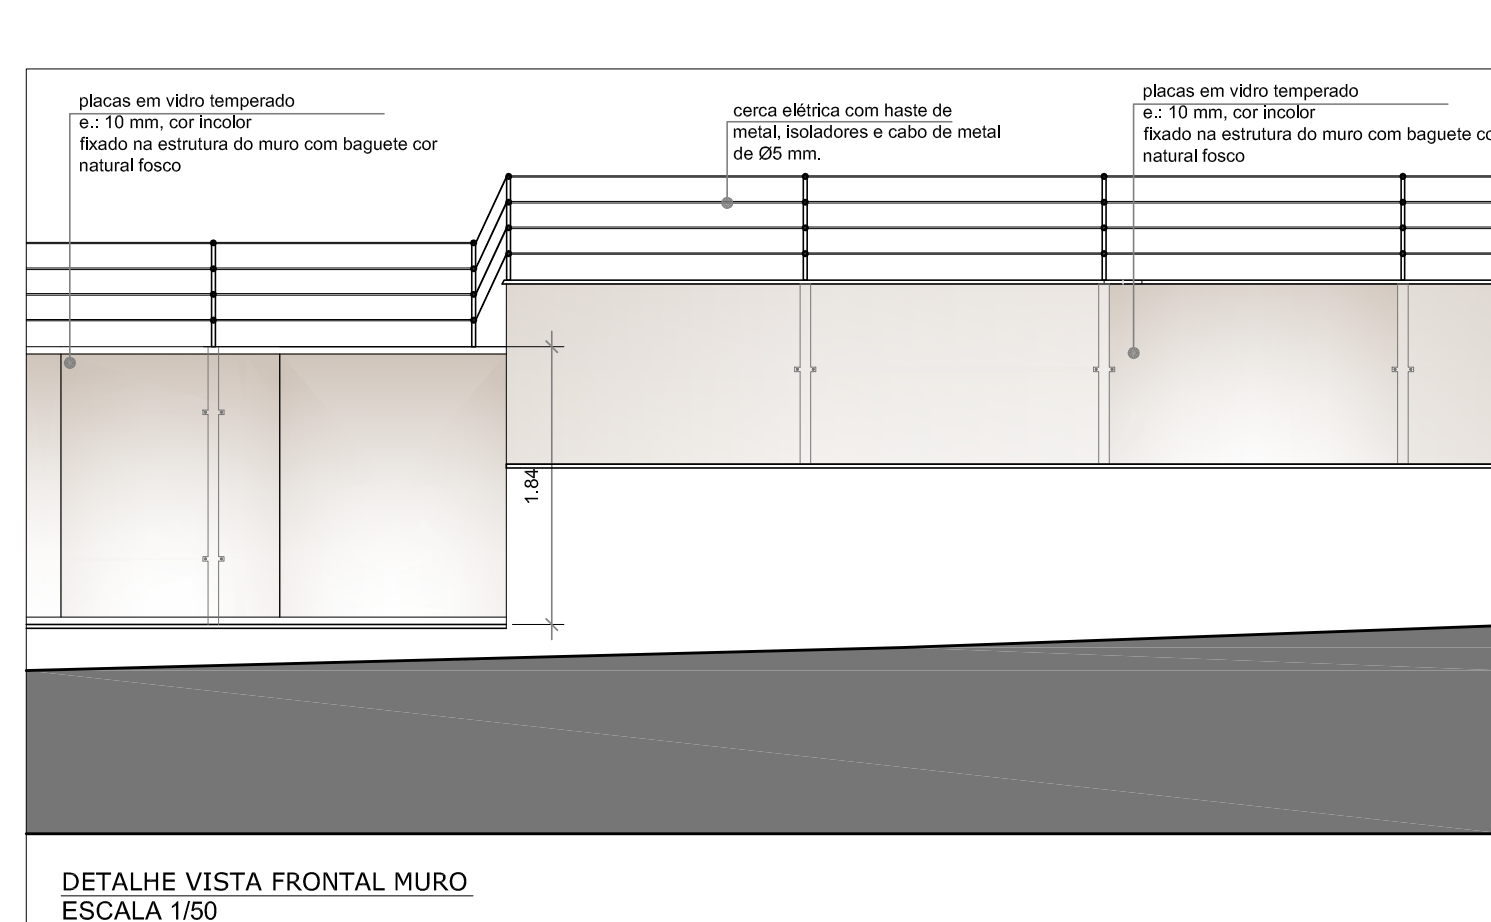 placas em vidro temperado
e.: 10 mm, cor incolor
fixado na estrutura do muro com baguete cor
natural fosco
cerca elétrica com haste de
metal, isoladores e cabo de metal
de Ø5 mm.
placas em vidro temperado
e.: 10 mm, cor incolor
fixado na estrutura do muro com baguete
natural fosco
1.84
DETALHE VISTA FRONTAL MURO
ESCALA 1/50